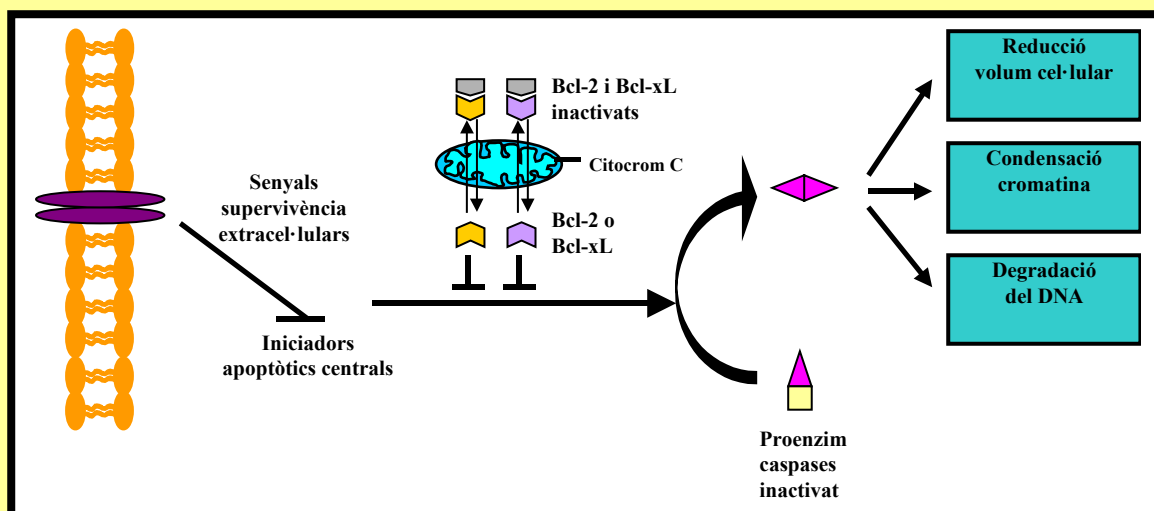 Senyals
supervivència
extracel·lulars
Iniciadors
apoptòtics centrals
Bcl-2 i Bcl-xL
inactivats
Citocrom C
Bcl-2 o
Bcl-xL
Proenzim
caspases
inactivat
Reducció
volum cel·lular
Condensació
cromatina
Degradació
del DNA